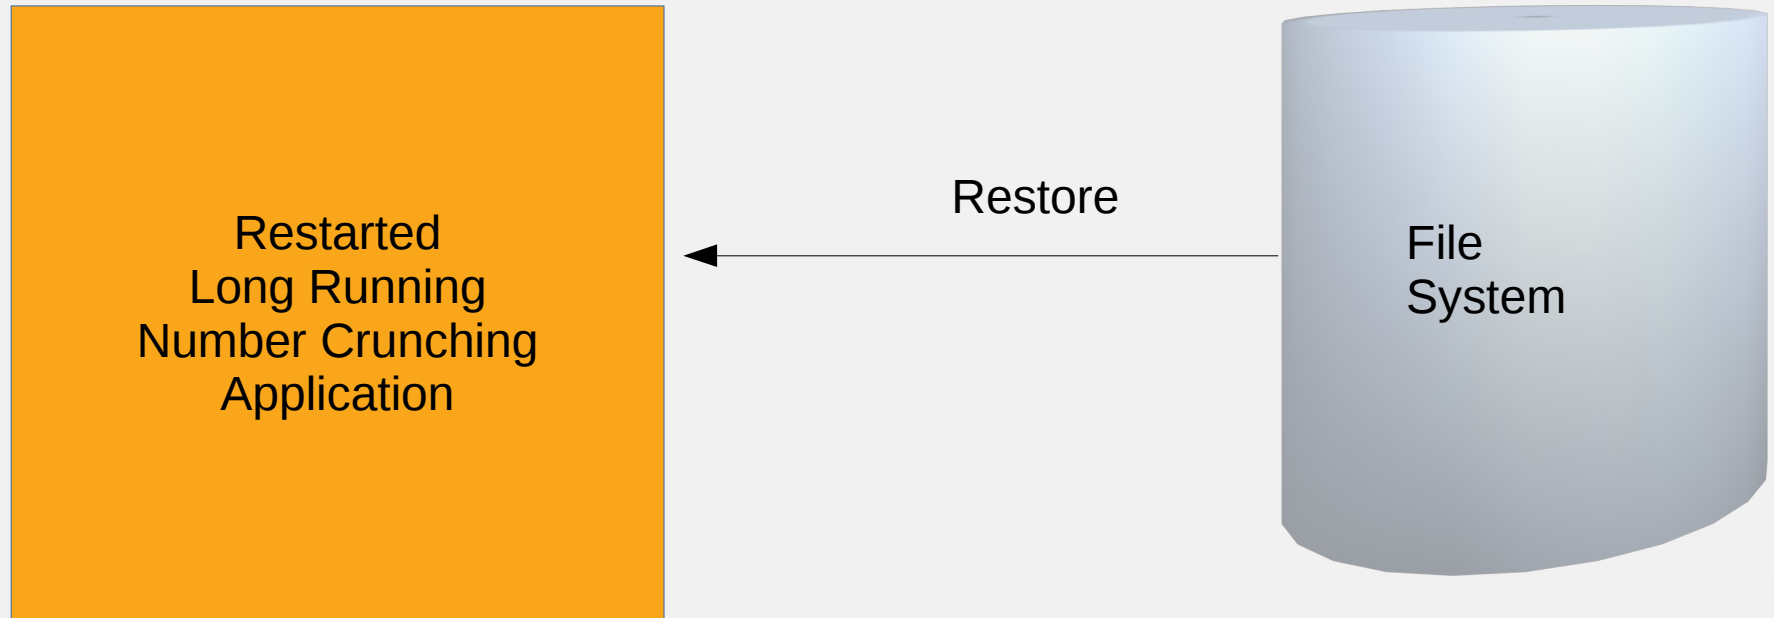 Restarted
Long Running
Number Crunching
Application
Restore
File
System